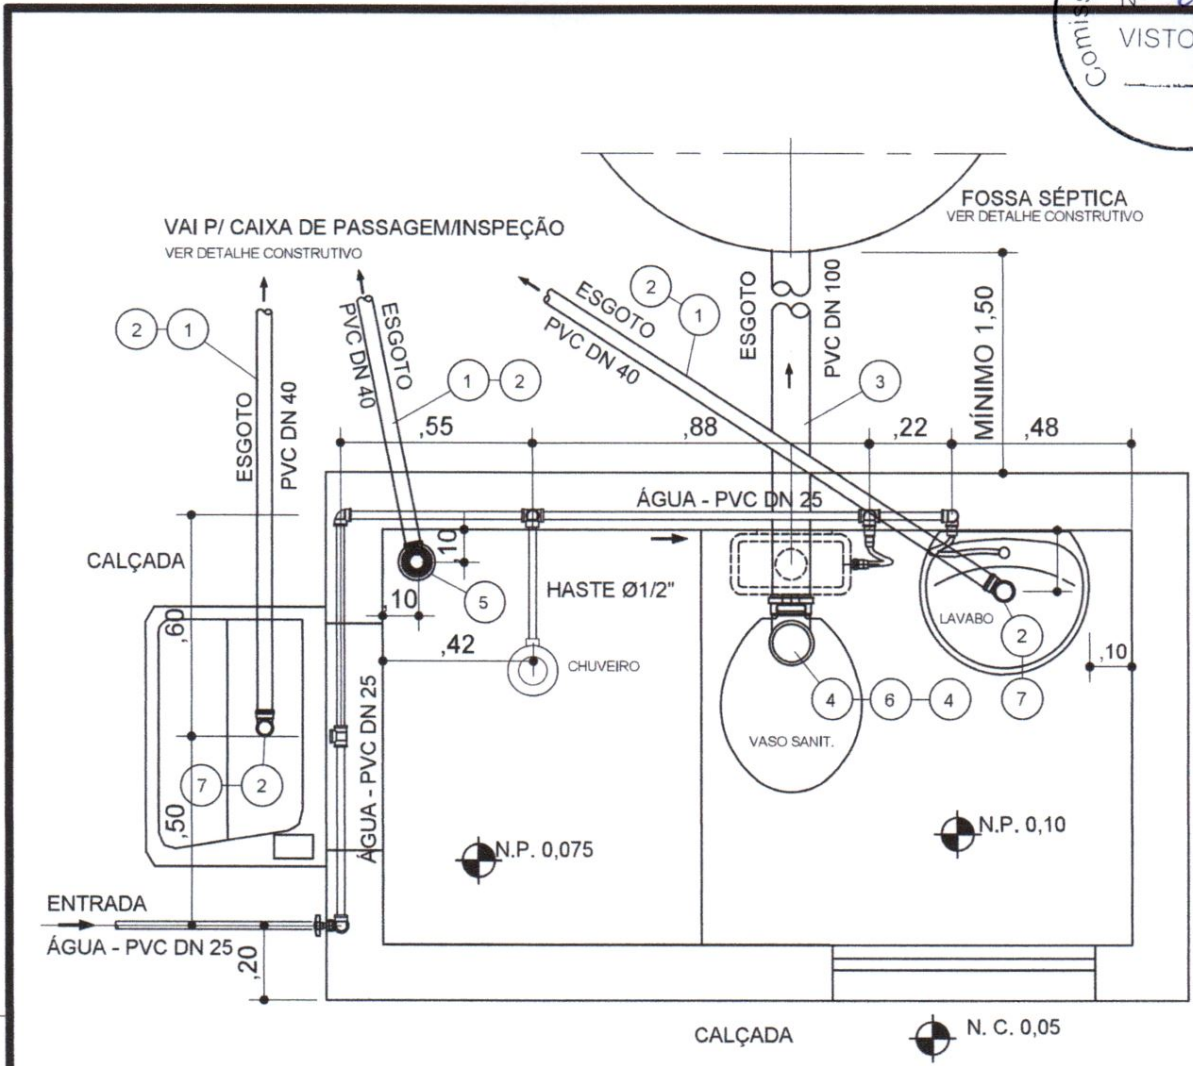 Comiss
VISTO
FOSSA SÉPTICA
VER DETALHE CONSTRUTIVO
VAI P/ CAIXA DE PASSAGEM/INSPEÇÃO
VER DETALHE CONSTRUTIVO
2 1
ESGOTO
PVC DN 40
ESGOTO
PVC DN 40
1 2
ESGOTO
PVC DN 40
2 1
ESGOTO
PVC DN 100
3
MÍNIMO 1,50
,55 ,88 ,22 ,48
ÁGUA - PVC DN 25
CALÇADA
,60
,50
,10
,10
5
HASTE Ø1/2"
,42
CHUVEIRO
LAVABO
2
7
,10
4 6 4
VASO SANIT.
7 2
ÁGUA - PVC DN 25
N.P. 0,075
N.P. 0,10
ENTRADA
ÁGUA - PVC DN 25
,20
CALÇADA
N. C. 0,05